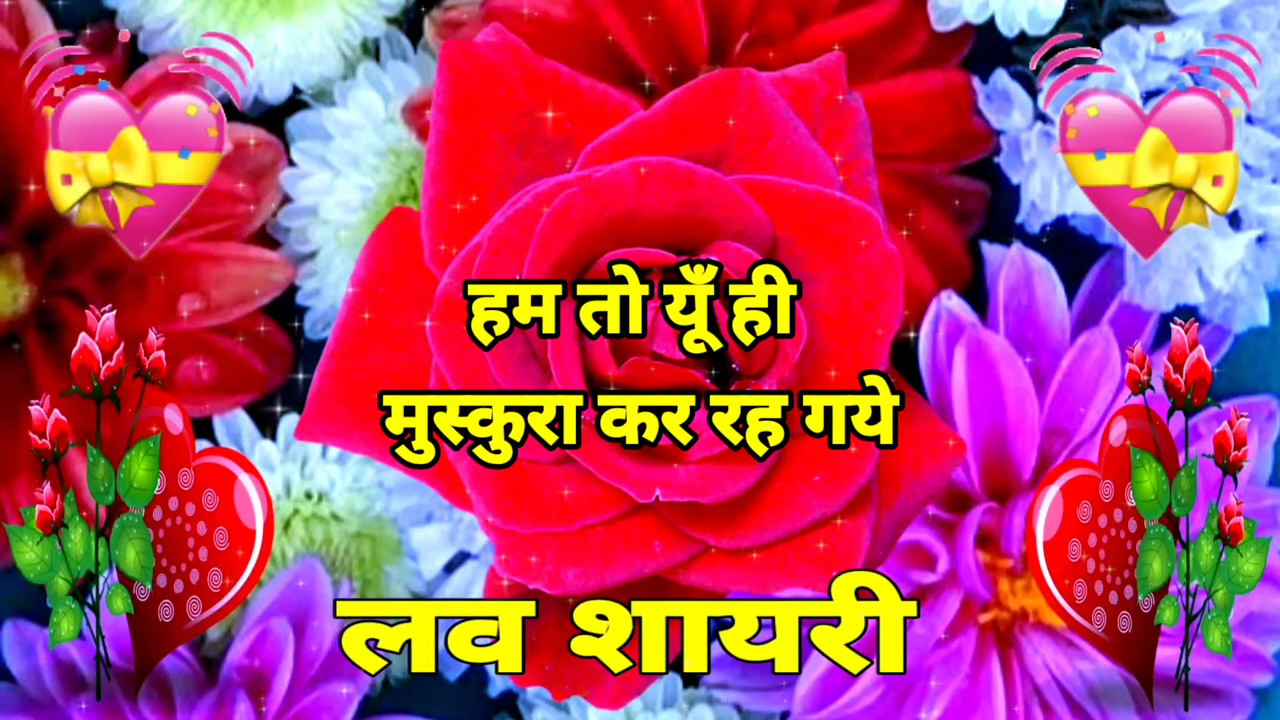 हम तो यूँ ही
मुस्कुरा कर रह गये
लव शायरी